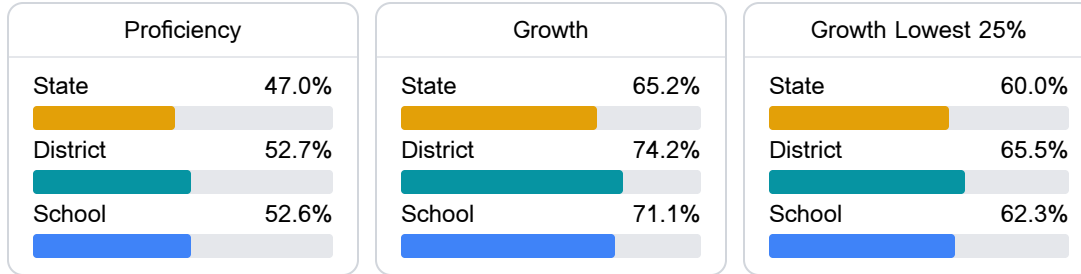 Proficiency
State 47.0%
District 52.7%
School 52.6%
Growth
State 65.2%
District 74.2%
School 71.1%
Growth Lowest 25%
State 60.0%
District 65.5%
School 62.3%